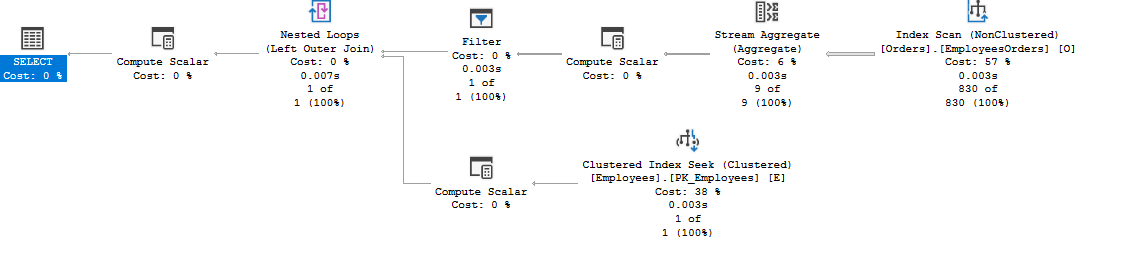 SELECT
Cost: 0 %
Compute Scalar
Cost: 0 %
Nested Loops
(Left Outer Join)
Cost: 0 %
0.007s
1 of
1 (100%)
Filter
Cost: 0 %
0.003s
1 of
1 (100%)
Compute Scalar
Cost: 0 %
Stream Aggregate
(Aggregate)
Cost: 6 %
0.003s
9 of
9 (100%)
Index Scan (NonClustered)
[Orders].[EmployeesOrders] [O]
Cost: 57 %
0.003s
830 of
830 (100%)
Compute Scalar
Cost: 0 %
Clustered Index Seek (Clustered)
[Employees].[PK_Employees] [E]
Cost: 38 %
0.003s
1 of
1 (100%)